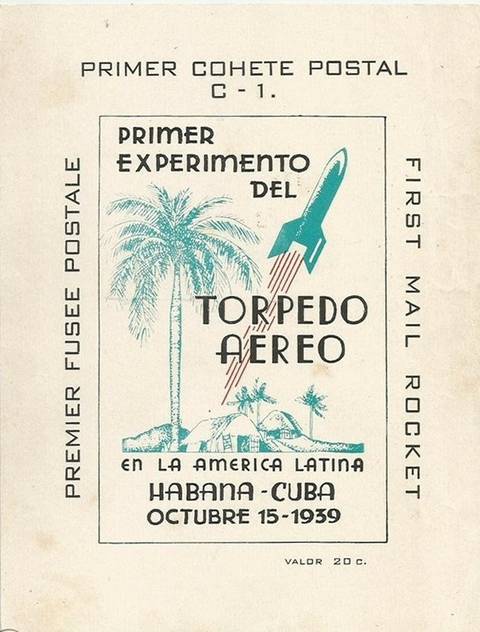 PRIMER COHETE POSTAL
C-1.
PREMIER FUSEE POSTALE
PRIMER
EXPERIMENTO
DEL
TORPEDO
AEREO
EN LA AMERICA LATINA
HABANA-CUBA
OCTUBRE 15-1939
FIRST MAIL ROCKET
VALOR 20 C.